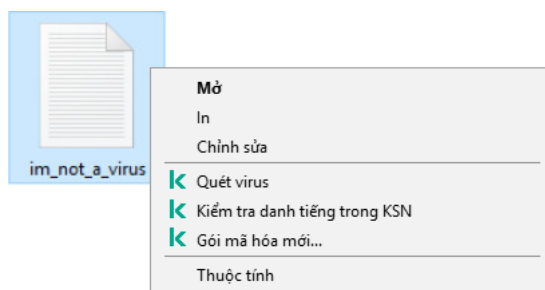 im_not_a_virus
Mở
In
Chỉnh sửa
Quét virus
Kiểm tra danh tiếng trong KSN
Gói mã hóa mới...
Thuộc tính